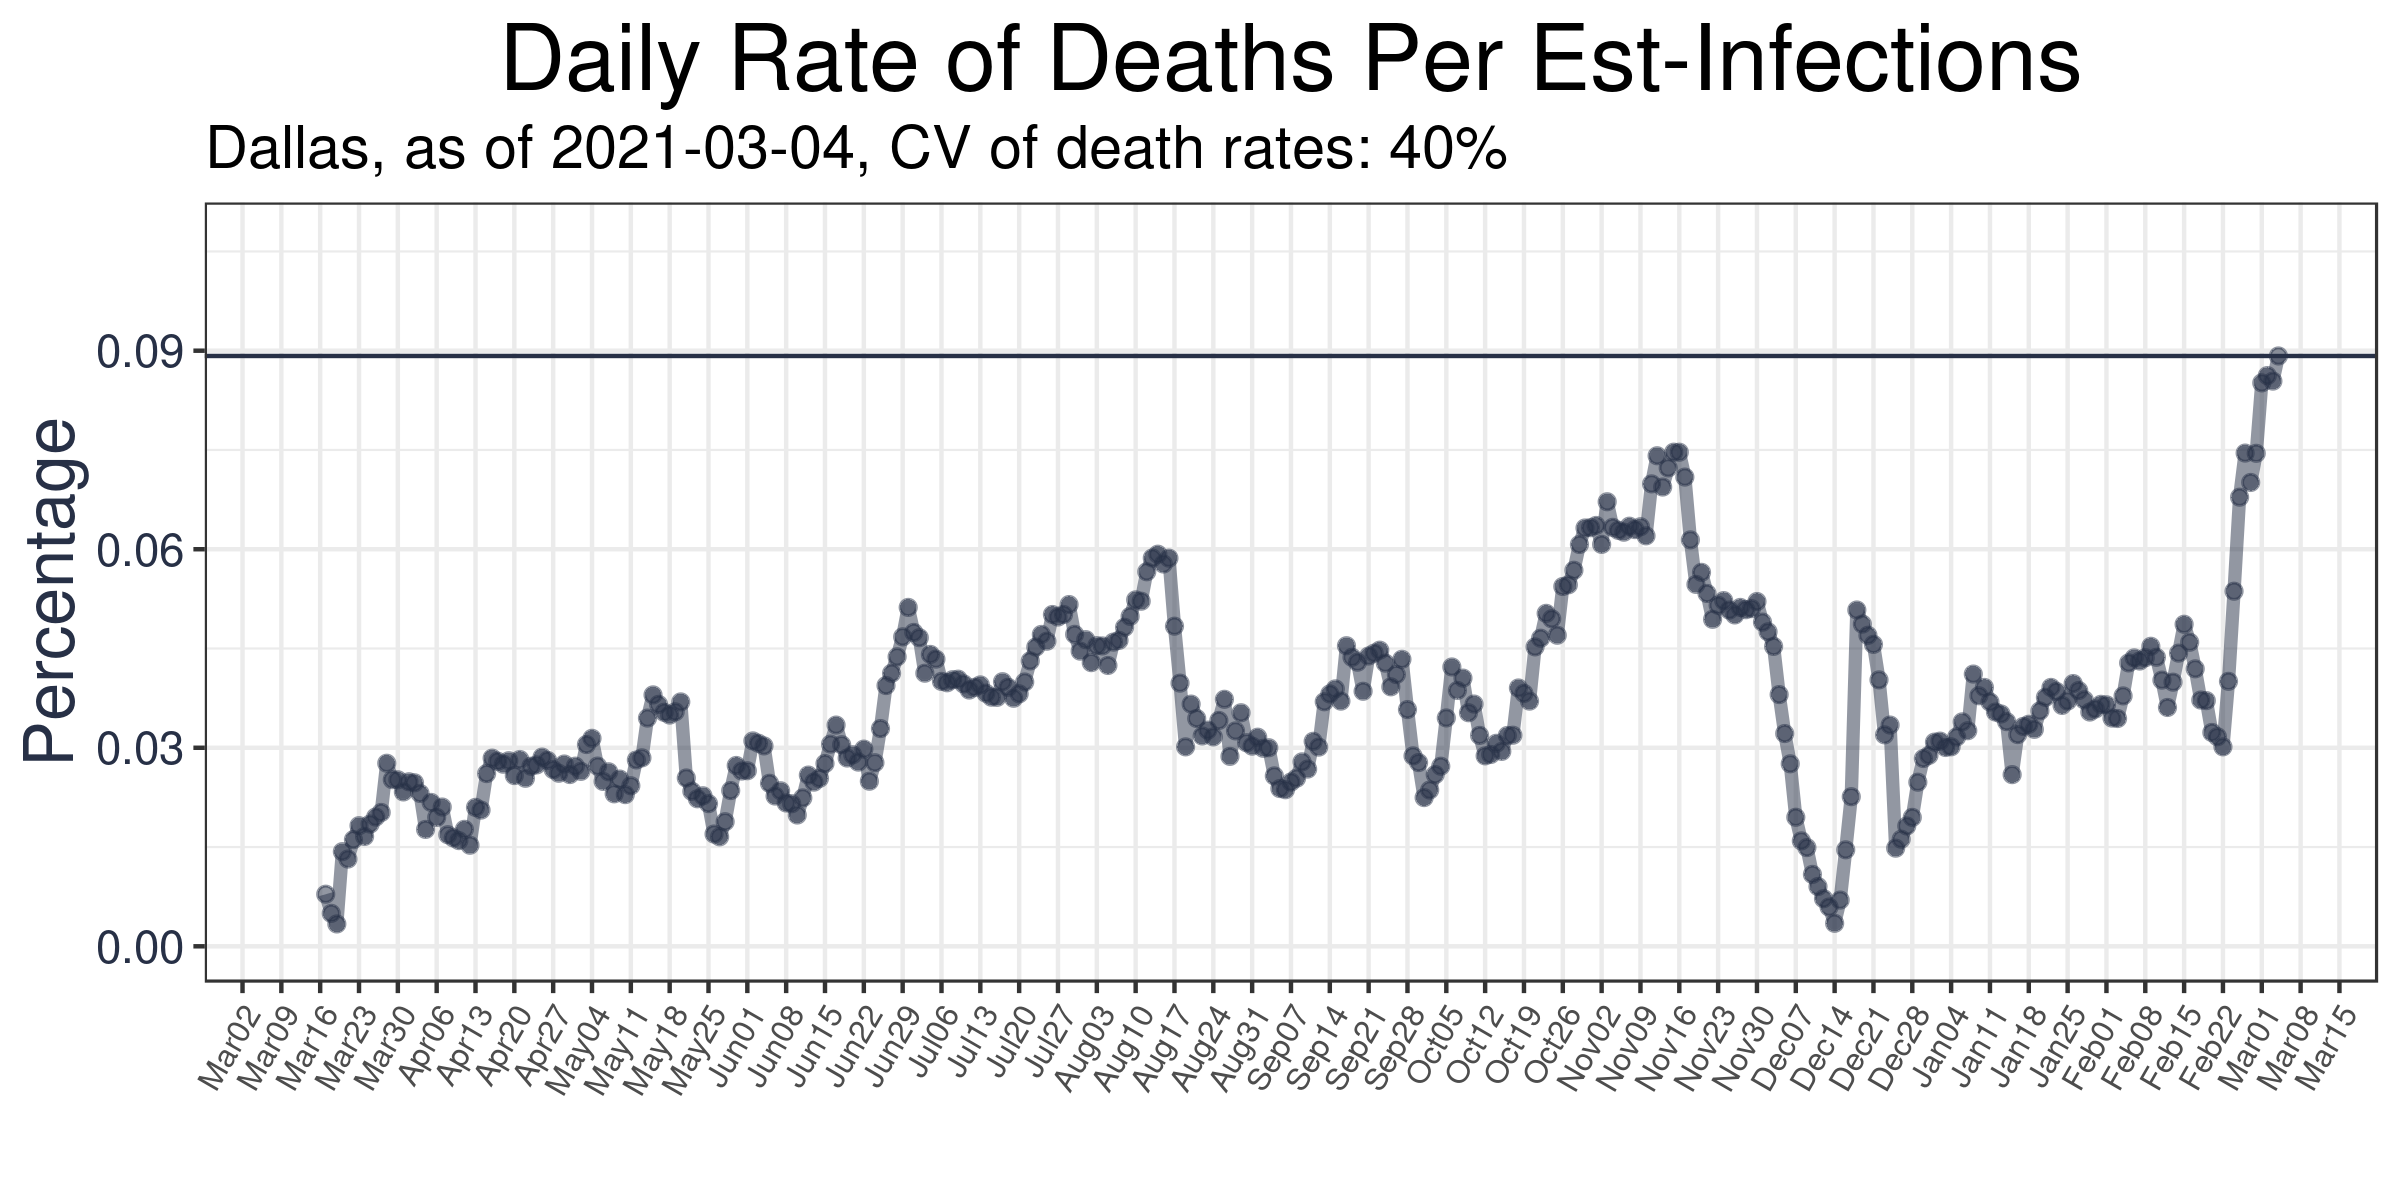 Daily Rate of Deaths Per Est-Infections
Dallas, as of 2021-03-04, CV of death rates: 40%
Percentage
0.09
0.06
0.03
0.00
Mar02 Mar09 Mar16 Mar23 Mar30 Apr06 Apr13 Apr20 Apr27 May04 May11 May18 May25 Jun01 Jun08 Jun15 Jun22 Jun29 Jul06 Jul13 Jul20 Jul27 Aug03 Aug10 Aug17 Aug24 Aug31 Sep07 Sep14 Sep21 Sep28 Oct05 Oct12 Oct19 Oct26 Nov02 Nov09 Nov16 Nov23 Nov30 Dec07 Dec14 Dec21 Dec28 Jan04 Jan11 Jan18 Jan25 Feb01 Feb08 Feb15 Feb22 Mar01 Mar08 Mar15